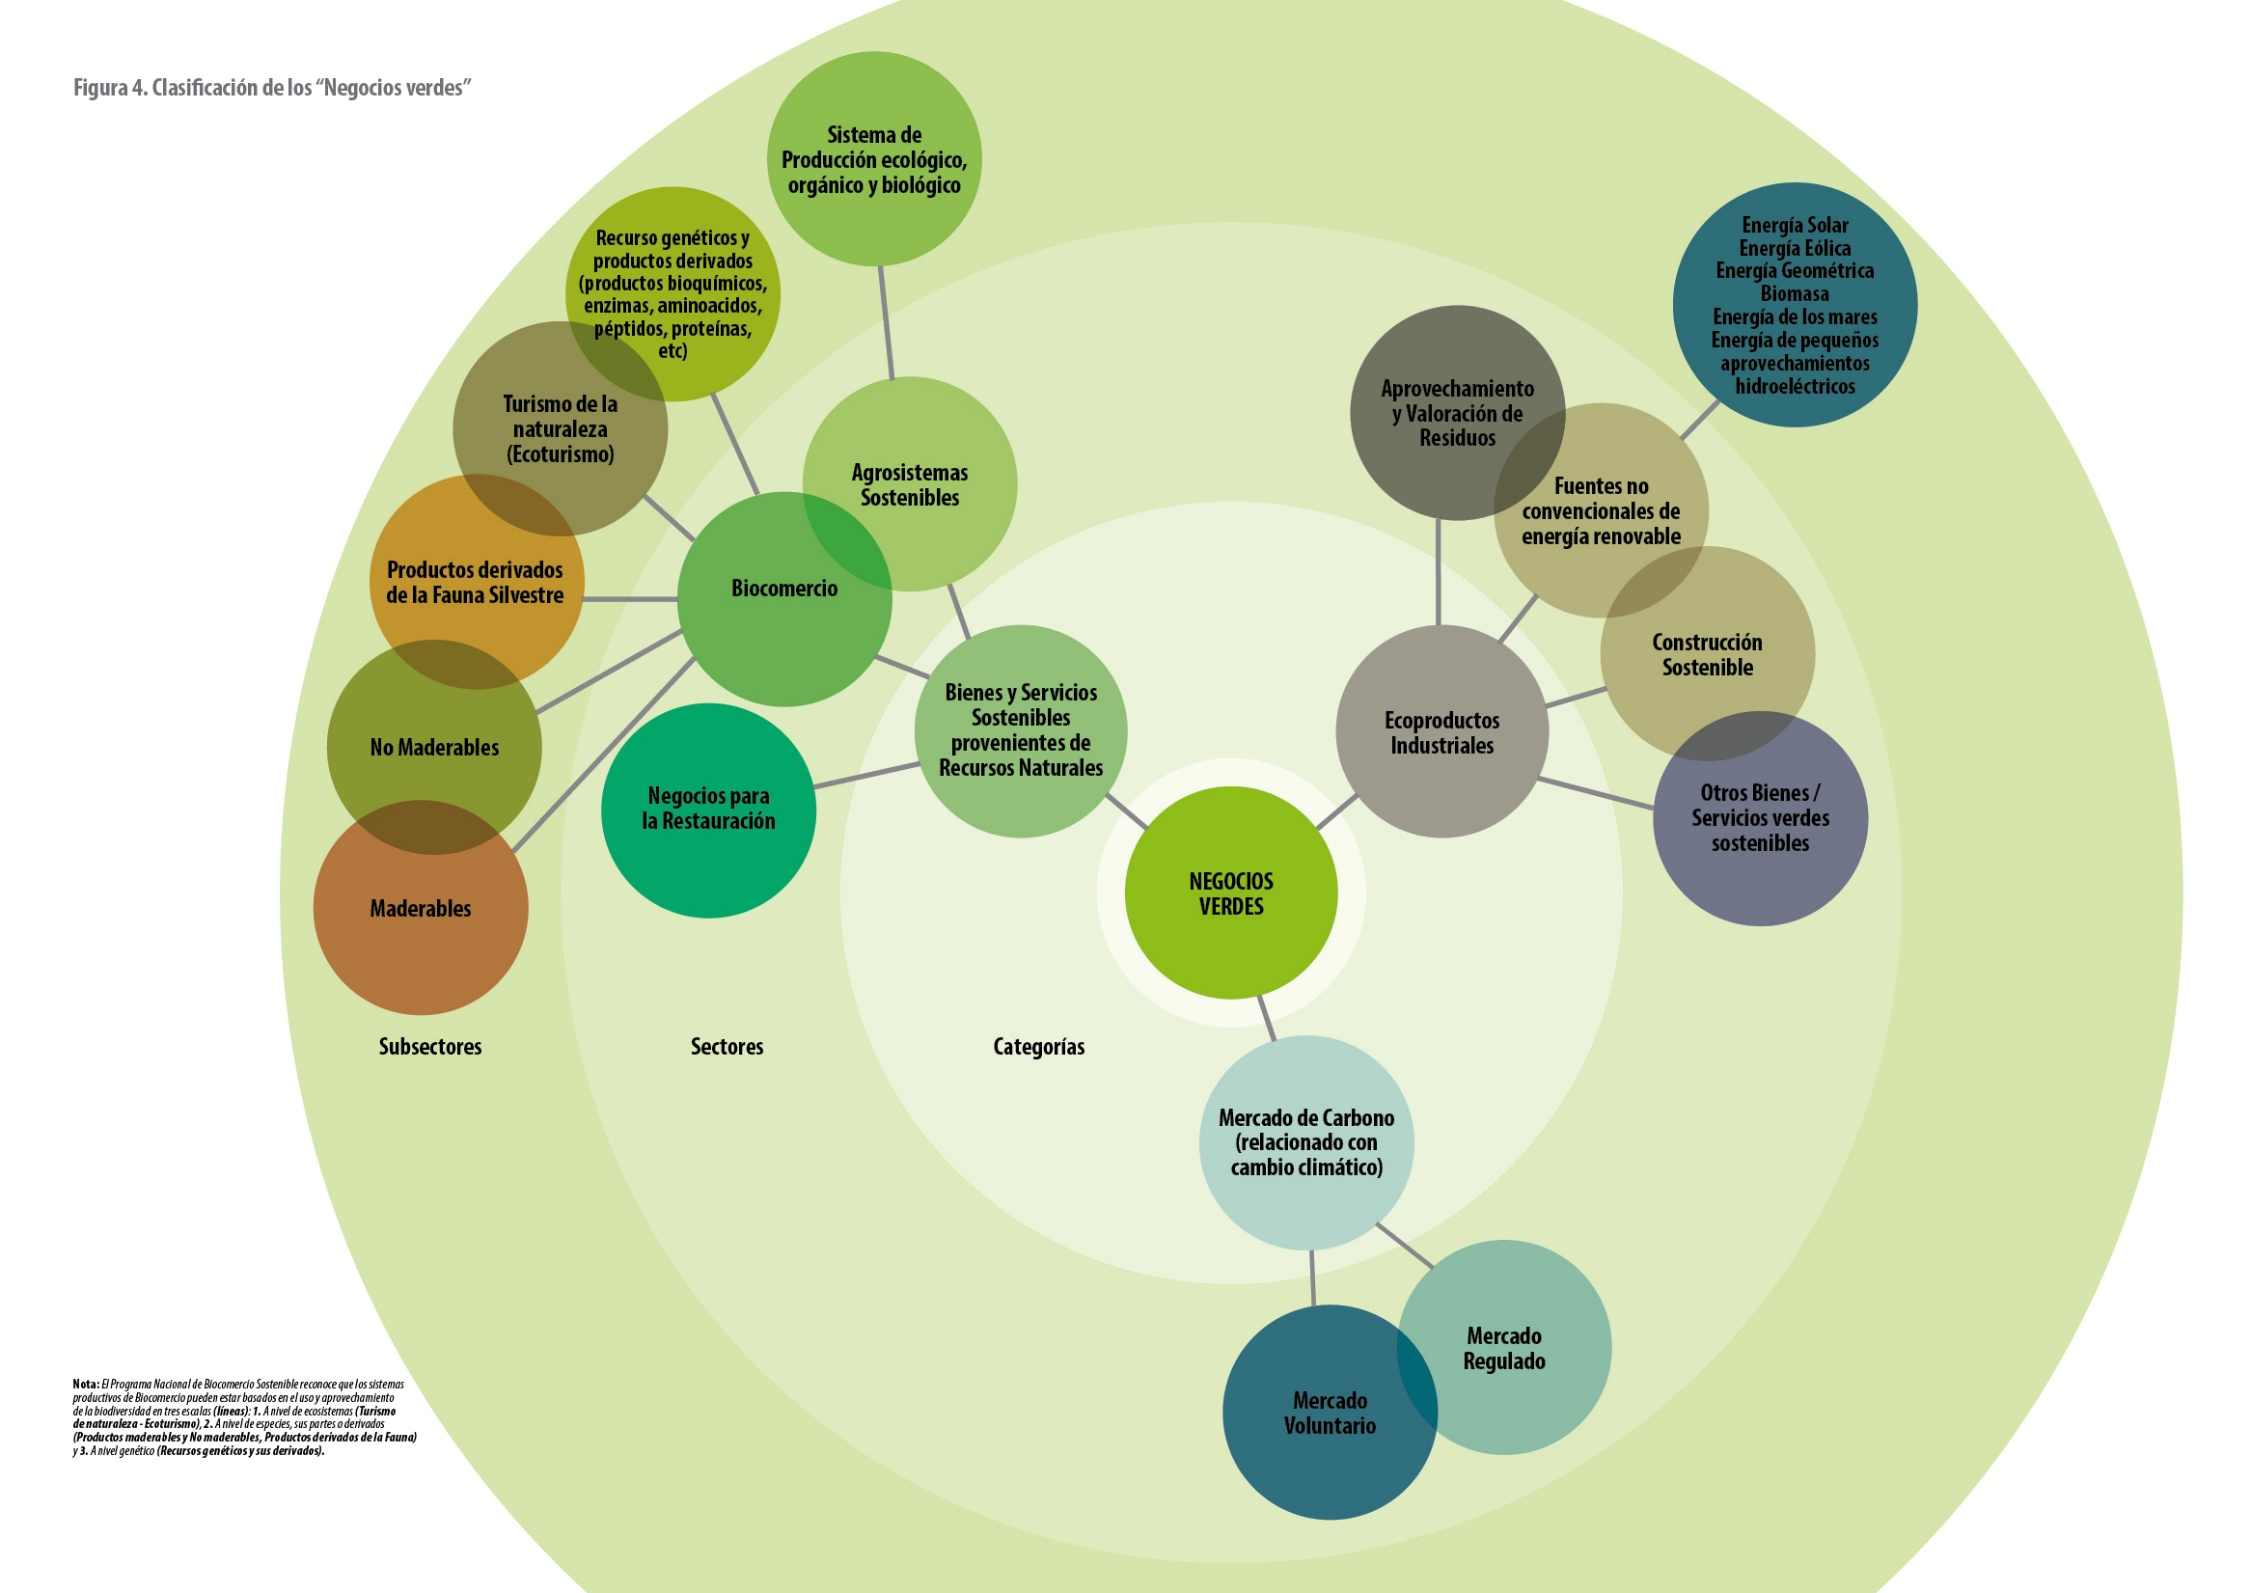 Figura 4. Clasificación de los “Negocios verdes”
Sistema de
Producción ecológico,
orgánico y biológico
Recurso genéticos y
productos derivados
(productos bioquímicos,
enzimas, aminoacidos,
péptidos, proteínas,
etc)
Turismo de la
naturaleza
(Ecoturismo)
Productos derivados
de la Fauna Silvestre
No Maderables
Maderables
Agrosistemas
Sostenibles
Biocomercio
Negocios para
la Restauración
Bienes y Servicios
Sostenibles
provenientes de
Recursos Naturales
NEGOCIOS
VERDES
Ecoproductos
Industriales
Aprovechamiento
y Valoración de
Residuos
Fuentes no
convencionales de
energía renovable
Energía Solar
Energía Eólica
Energía Geométrica
Biomasa
Energía de los mares
Energía de pequeños
aprovechamientos
hidroeléctricos
Construcción
Sostenible
Otros Bienes /
Servicios verdes
sostenibles
Subsectores
Sectores
Categorías
Mercado de Carbono
(relacionado con
cambio climático)
Mercado
Regulado
Mercado
Voluntario
Nota: El Programa Nacional de Biocomercio Sostenible reconoce que los sistemas
productivos de Biocomercio pueden estar basados en el uso y aprovechamiento
de la biodiversidad en tres escalas (líneas): 1. A nivel de ecosistemas (Turismo
de naturaleza - Ecoturismo), 2. A nivel de especies, sus partes o derivados
(Productos maderables y No maderables, Productos derivados de la Fauna)
y 3. A nivel genético (Recursos genéticos y sus derivados).